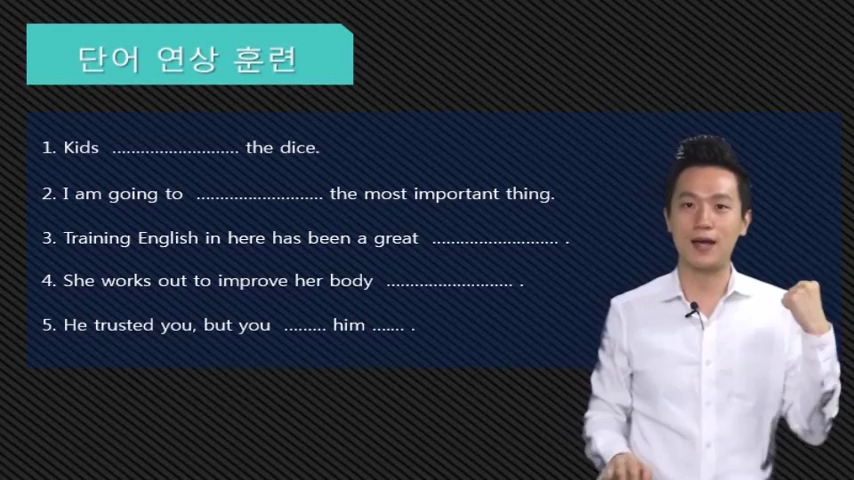 단어 연상 훈련
1. Kids ........................... the dice.
2. I am going to ........................... the most important thing.
3. Training English in here has been a great ........................... .
4. She works out to improve her body ........................... .
5. He trusted you, but you ......... him ....... .